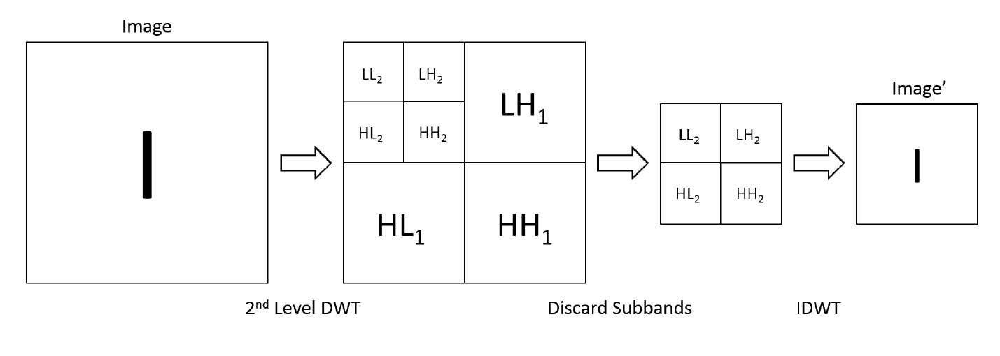 Image
I
LL2 LH2
HL2 HH2
LH1
HL1 HH1
LL2 LH2
HL2 HH2
Image’
I
2nd Level DWT
Discard Subbands
IDWT